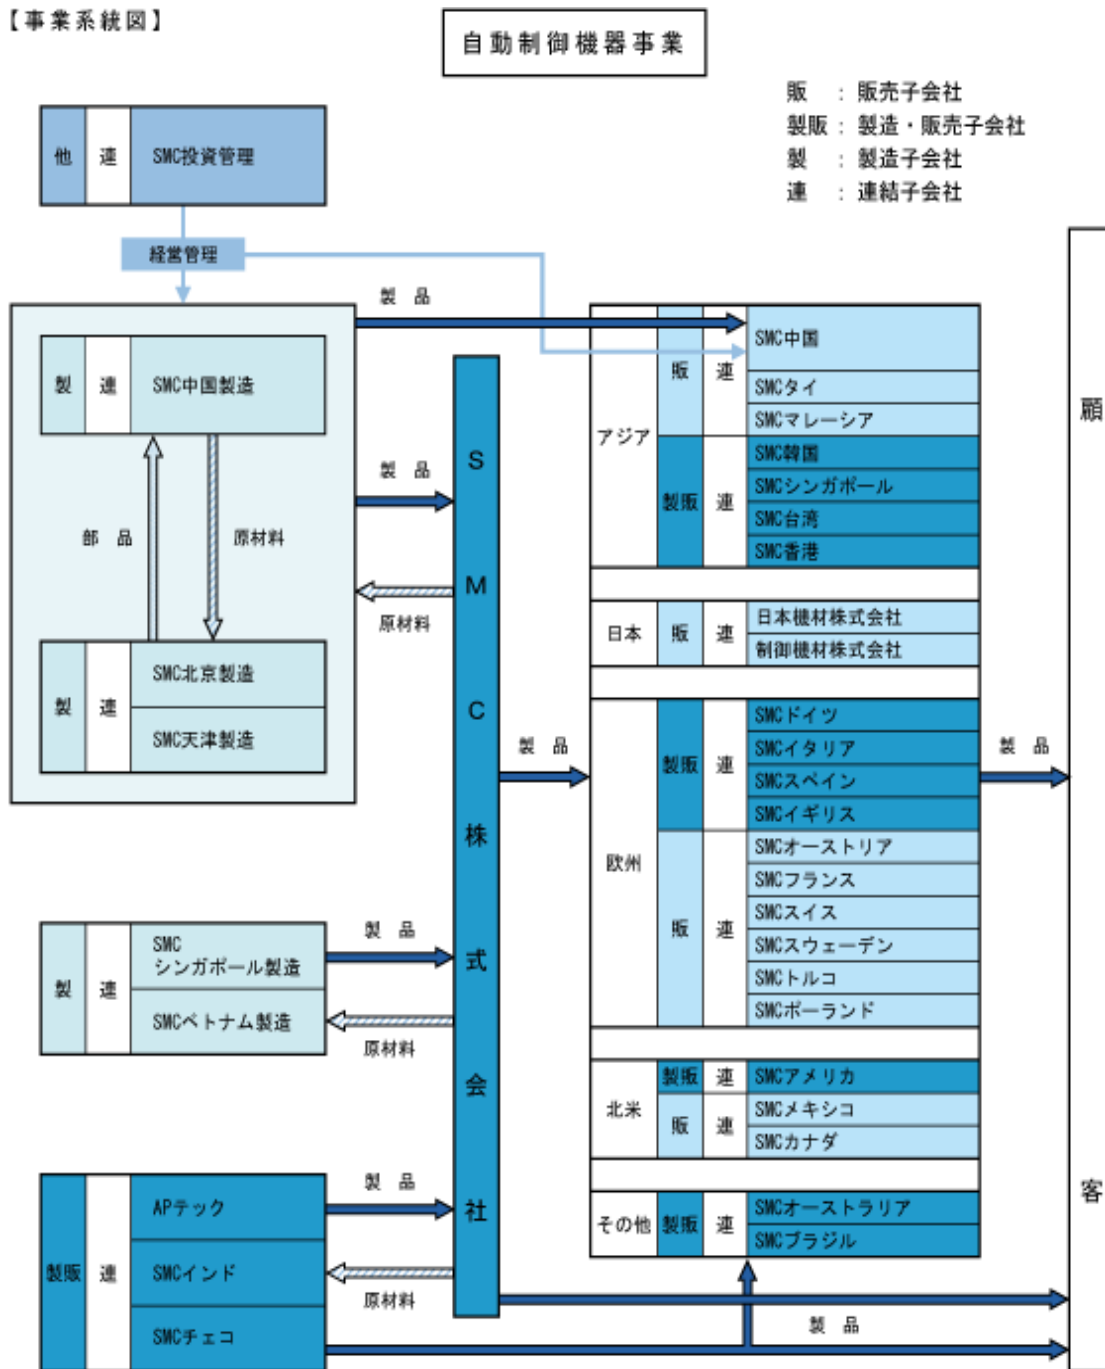 【事業系統図】
自動制御機器事業
販 : 販売子会社
製販 : 製造・販売子会社
製 : 製造子会社
連 : 連結子会社
他 連 SMC投資管理
経営管理
製 連 SMC中国製造
部 品
原材料
製 連 SMC北京製造
SMC天津製造
製 品
製 品
原材料
製 連 SMC
シンガポール製造
SMCベトナム製造
製 品
原材料
製販 連 APテック
SMCインド
SMCチェコ
製 品
原材料
SMC株式会社
製 品
アジア 販 連 SMC中国
SMCタイ
SMCマレーシア
製販 連 SMC韓国
SMCシンガポール
SMC台湾
SMC香港
日本 販 連 日本機材株式会社
制御機材株式会社
欧州 製販 連 SMCドイツ
SMCイタリア
SMCスペイン
SMCイギリス
販 連 SMCオーストリア
SMCフランス
SMCスイス
SMCスウェーデン
SMCトルコ
SMCポーランド
北米 製販 連 SMCアメリカ
販 連 SMCメキシコ
SMCカナダ
その他 製販 連 SMCオーストラリア
SMCブラジル
製 品
製 品
顧客